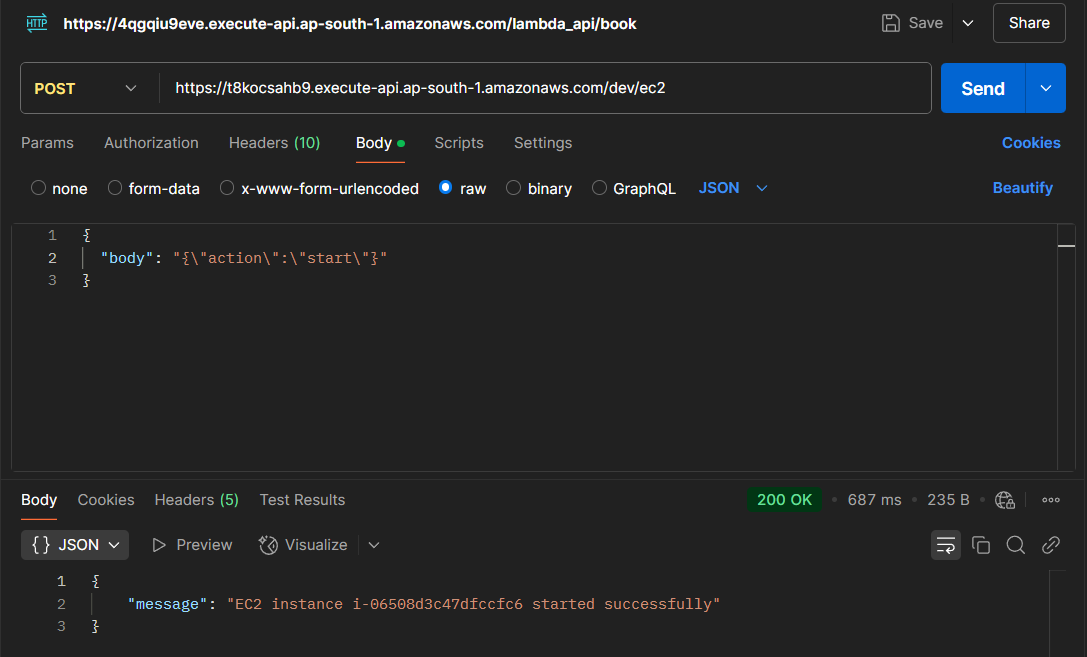 HTTP https://4qgqiu9eve.execute-api.ap-south-1.amazonaws.com/lambda_api/book Save Share
POST https://t8kocsahb9.execute-api.ap-south-1.amazonaws.com/dev/ec2 Send
Params Authorization Headers (10) Body Scripts Settings Cookies
none form-data x-www-form-urlencoded raw binary GraphQL JSON Beautify
1 {
2 "body": "{\"action\":\"start\"}"
3 }
Body Cookies Headers (5) Test Results 200 OK 687 ms 235 B
{} JSON Preview Visualize
1 {
2 "message": "EC2 instance i-06508d3c47dfccfc6 started successfully"
3 }